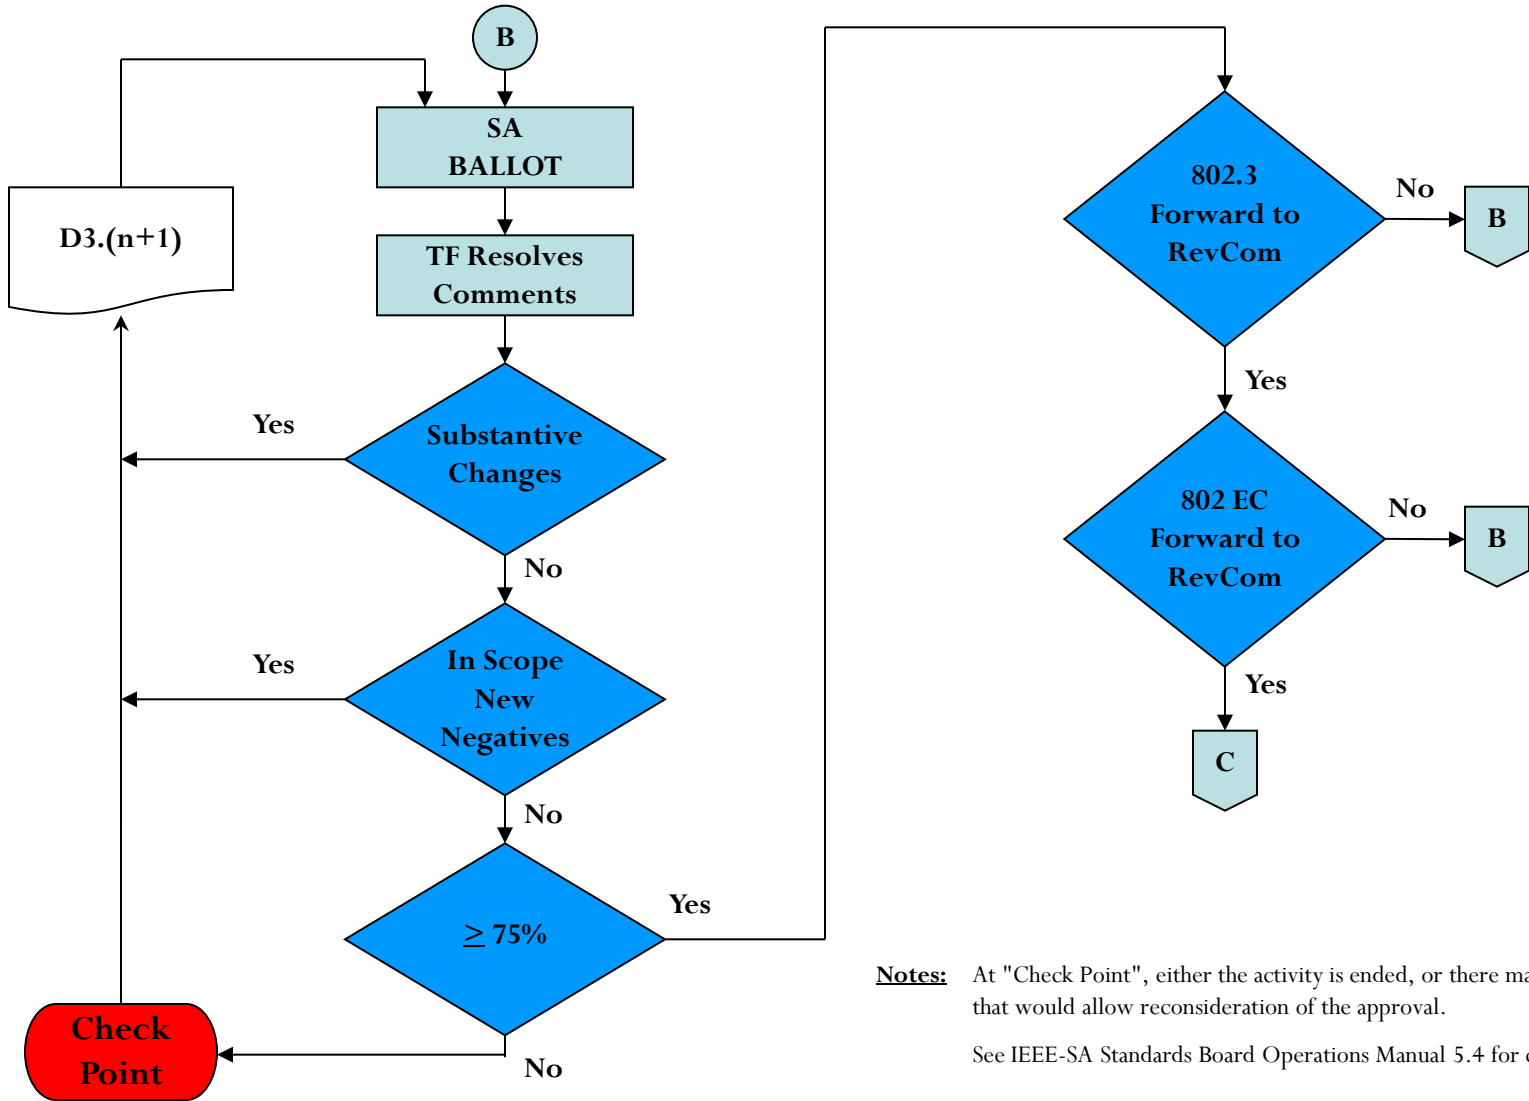 B
SA
BALLOT
D3.(n+1)
TF Resolves
Comments
Yes
Substantive
Changes
No
Yes
In Scope
New
Negatives
No
≥ 75%
Yes
Check
Point
No
802.3
Forward to
RevCom
No
B
Yes
802 EC
Forward to
RevCom
No
B
Yes
C
Notes: At "Check Point", either the activity is ended, or there
that would allow reconsideration of the approval.
See IEEE-SA Standards Board Operations Manual 5.4 for